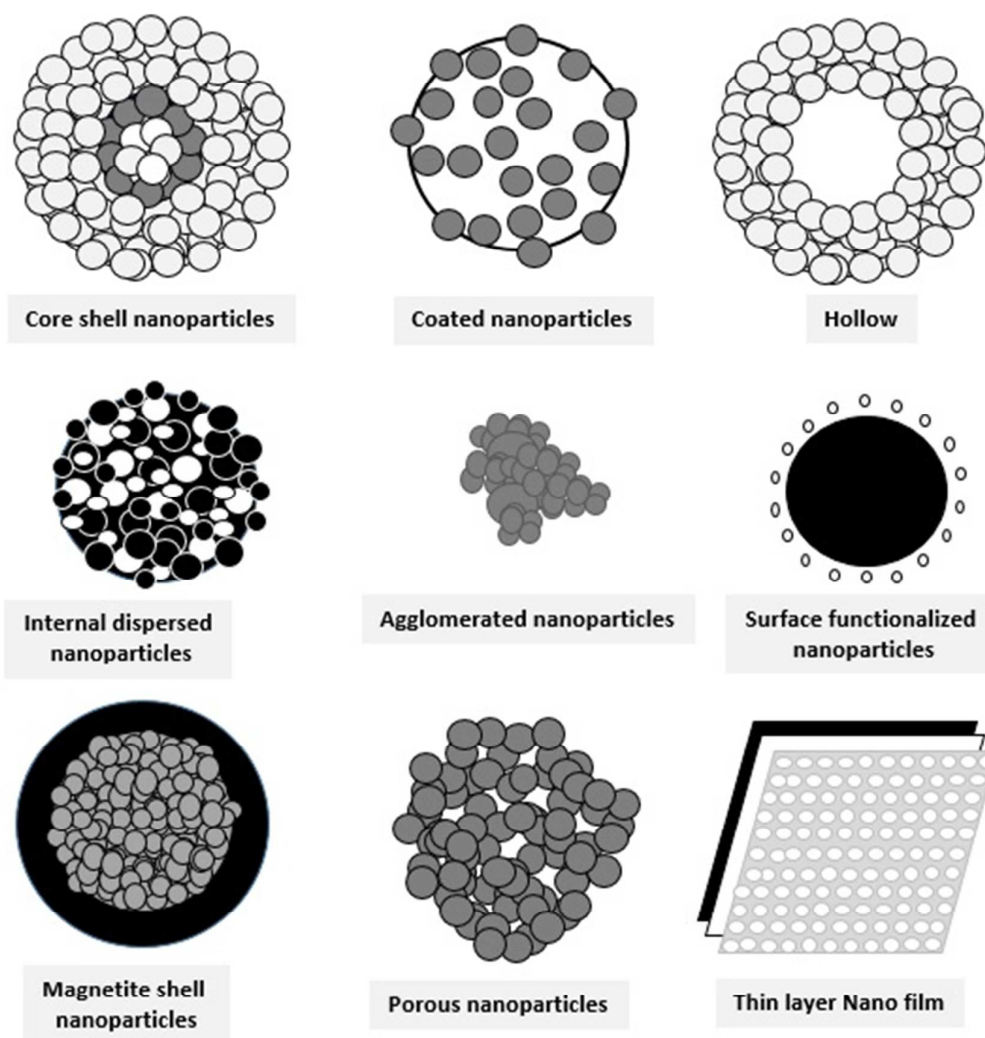 Core shell nanoparticles
Coated nanoparticles
Hollow
Internal dispersed
nanoparticles
Agglomerated nanoparticles
Surface functionalized
nanoparticles
Magnetite shell
nanoparticles
Porous nanoparticles
Thin layer Nano film